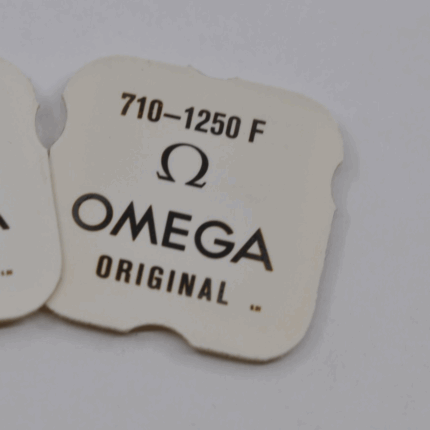 710–1250 F
Ω
OMEGA
ORIGINAL